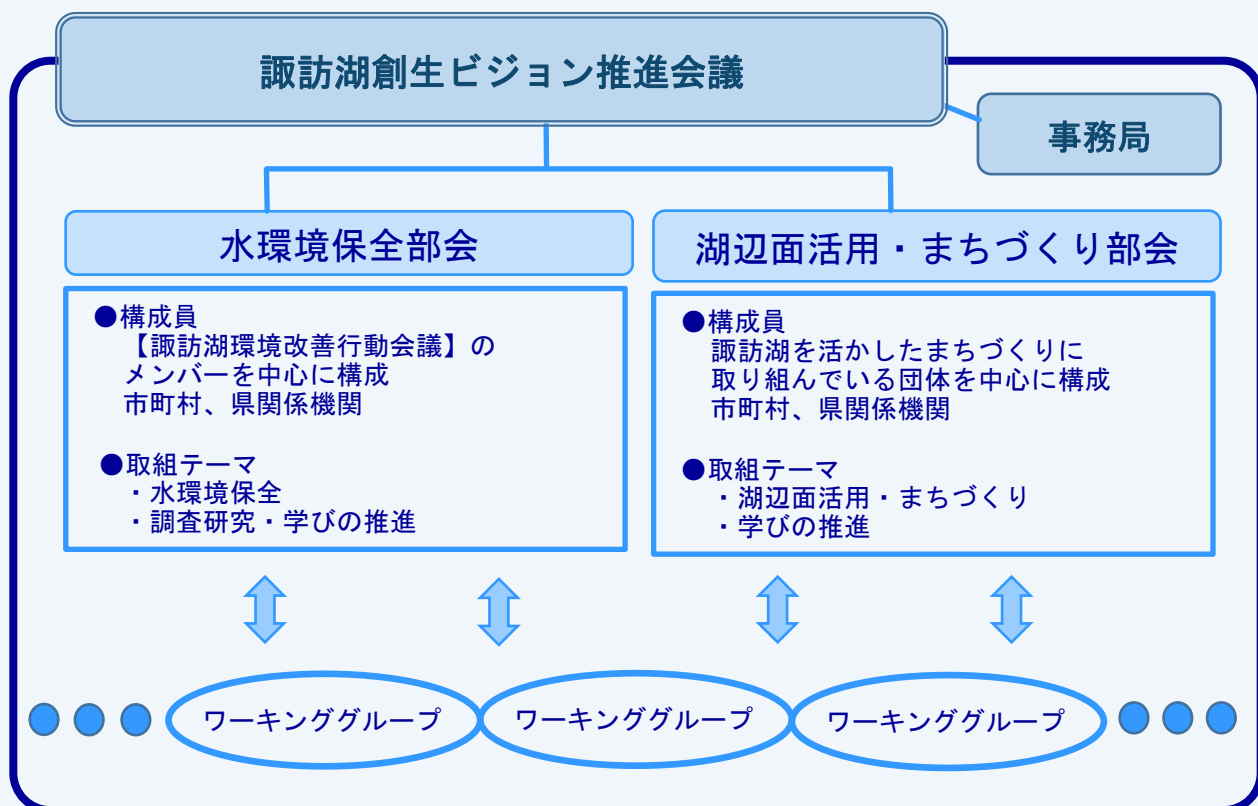 諏訪湖創生ビジョン推進会議
事務局
水環境保全部会
●構成員
【諏訪湖環境改善行動会議】の
メンバーを中心に構成
市町村、県関係機関
●取組テーマ
・水環境保全
・調査研究・学びの推進
湖辺面活用・まちづくり部会
●構成員
諏訪湖を活かしたまちづくりに
取り組んでいる団体を中心に構成
市町村、県関係機関
●取組テーマ
・湖辺面活用・まちづくり
・学びの推進
ワーキンググループ
ワーキンググループ
ワーキンググループ